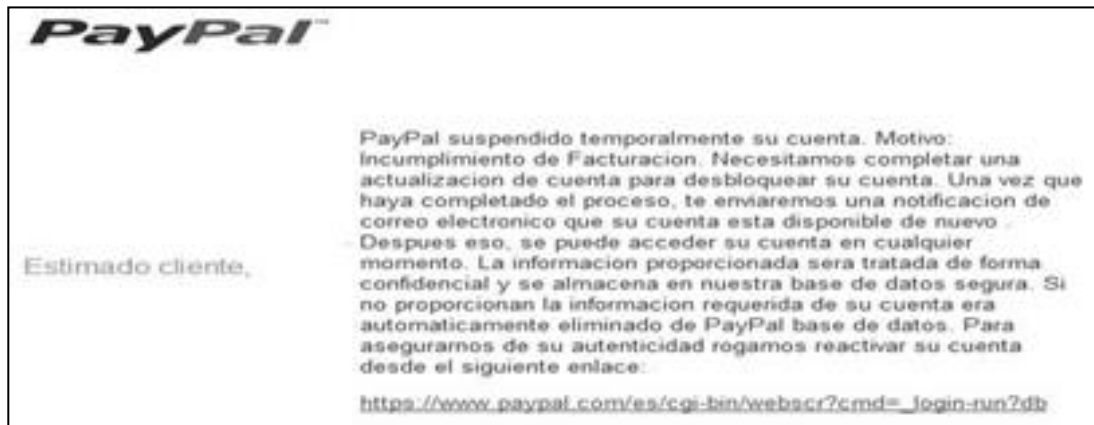 PayPal™
PayPal suspendido temporalmente su cuenta. Motivo:
Incumplimiento de Facturacion. Necesitamos completar una
actualizacion de cuenta para desbloquear su cuenta. Una vez que
haya completado el proceso, te enviaremos una notificacion de
correo electronico que su cuenta esta disponible de nuevo .
Despues eso, se puede acceder su cuenta en cualquier
Estimado cliente,
momento. La informacion proporcionada sera tratada de forma
confidencial y se almacena en nuestra base de datos segura. Si
no proporcionan la informacion requerida de su cuenta era
automaticamente eliminado de PayPal base de datos. Para
asegurarnos de su autenticidad rogamos reactivar su cuenta
desde el siguiente enlace:
https://www.paypal.com/es/cgi-bin/webscr?cmd=_login-run?db